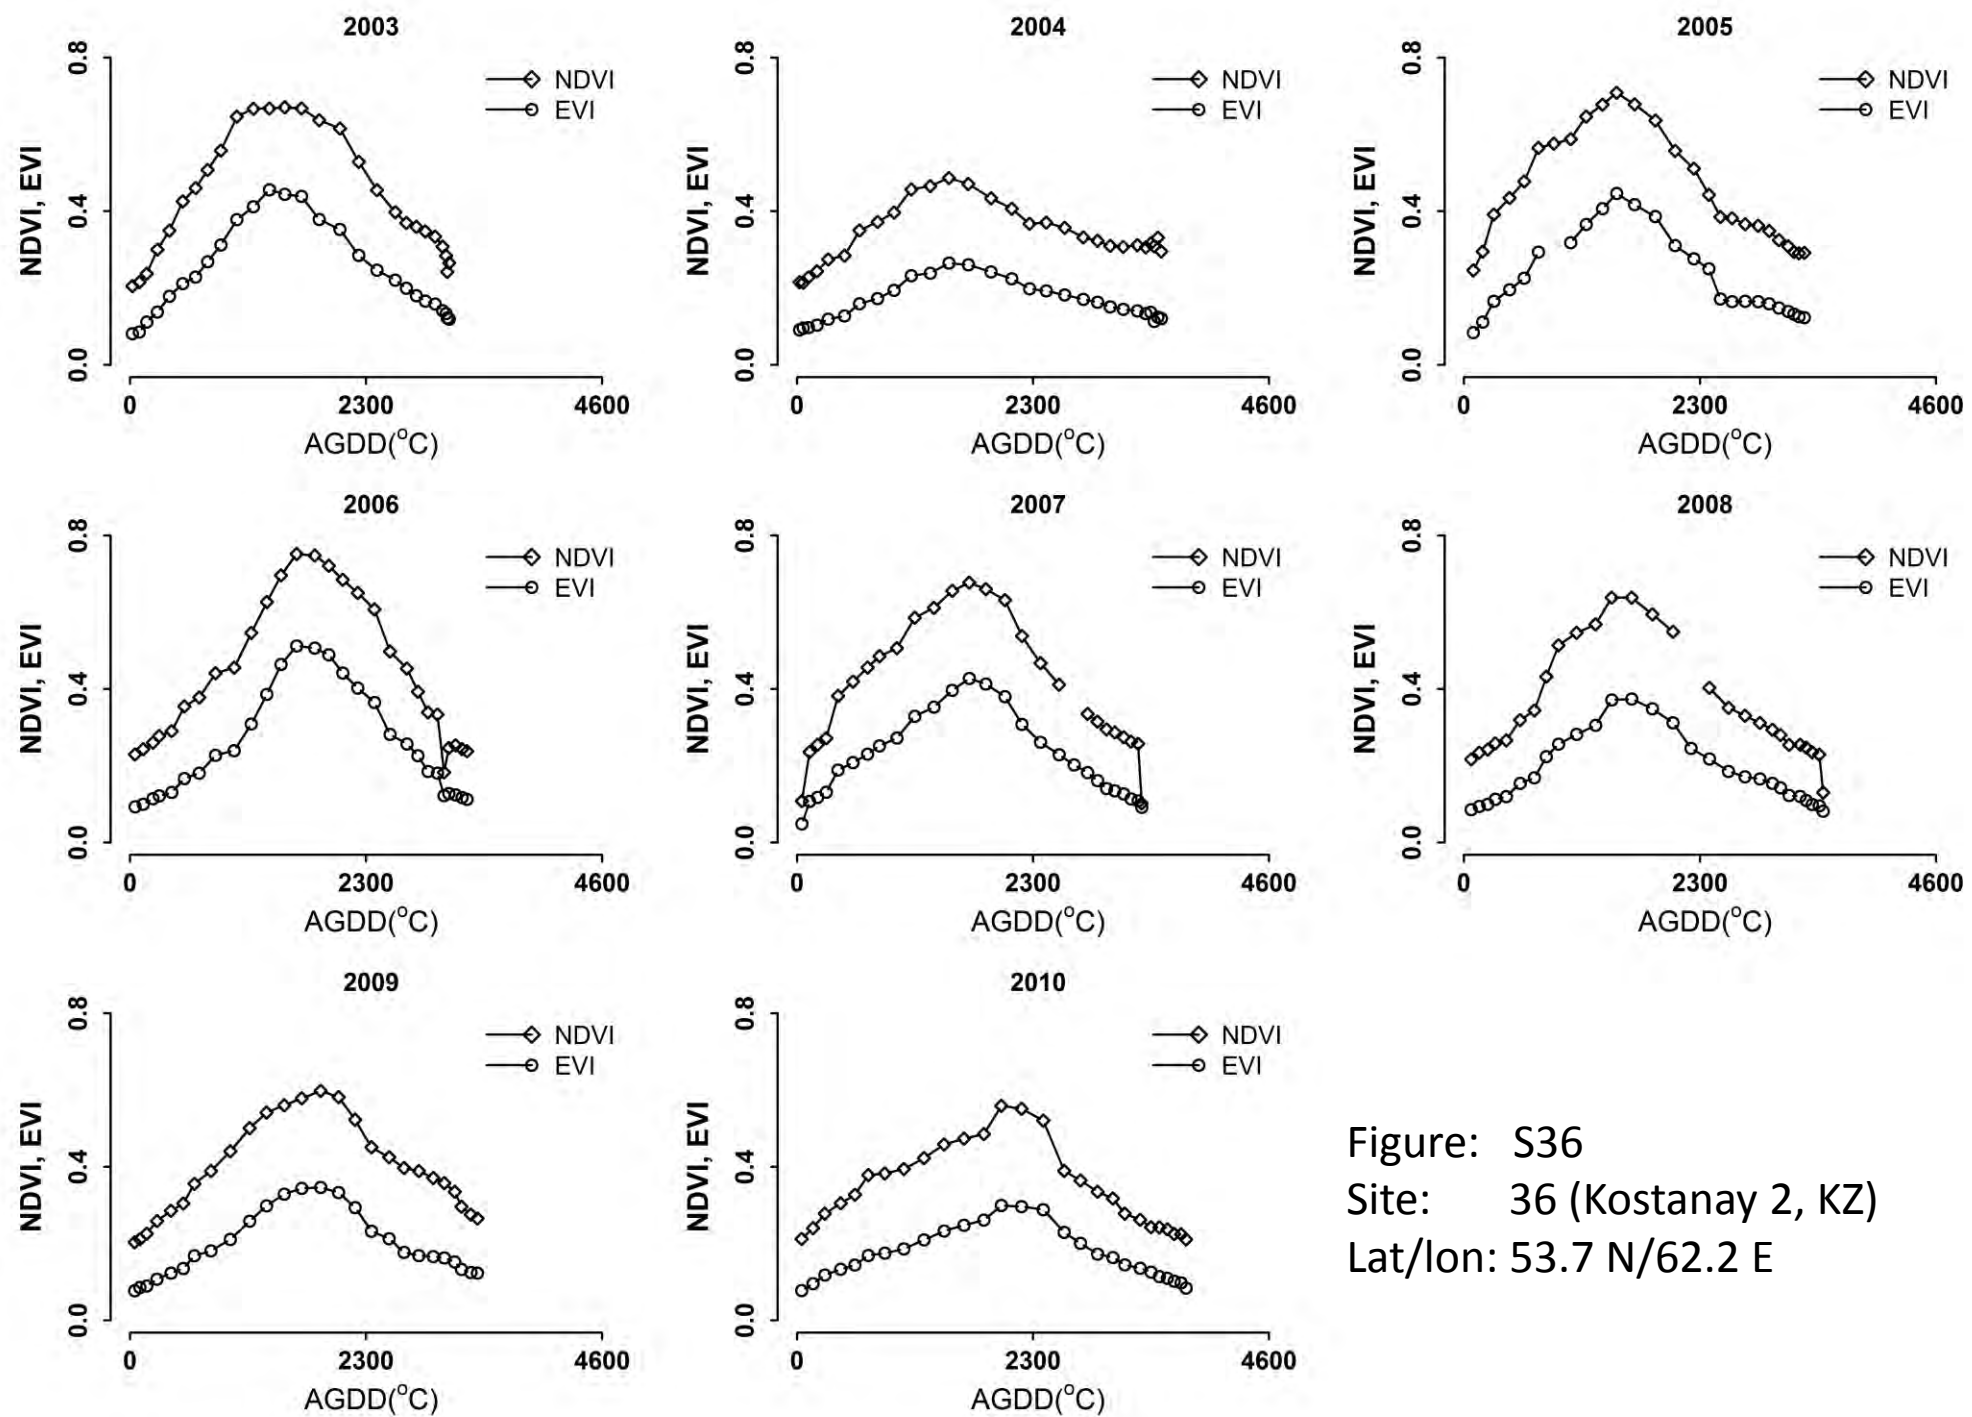 2003
0.8
NDVI
EVI
NDVI, EVI
0.4
0.0
0 2300 4600
AGDD(°C)
2004
0.8
NDVI
EVI
NDVI, EVI
0.4
0.0
0 2300 4600
AGDD(°C)
2005
0.8
NDVI
EVI
NDVI, EVI
0.4
0.0
0 2300 4600
AGDD(°C)
2006
0.8
NDVI
EVI
NDVI, EVI
0.4
0.0
0 2300 4600
AGDD(°C)
2007
0.8
NDVI
EVI
NDVI, EVI
0.4
0.0
0 2300 4600
AGDD(°C)
2008
0.8
NDVI
EVI
NDVI, EVI
0.4
0.0
0 2300 4600
AGDD(°C)
2009
0.8
NDVI
EVI
NDVI, EVI
0.4
0.0
0 2300 4600
AGDD(°C)
2010
0.8
NDVI
EVI
NDVI, EVI
0.4
0.0
0 2300 4600
AGDD(°C)
Figure: S36
Site: 36 (Kostanay 2, KZ)
Lat/lon: 53.7 N/62.2 E